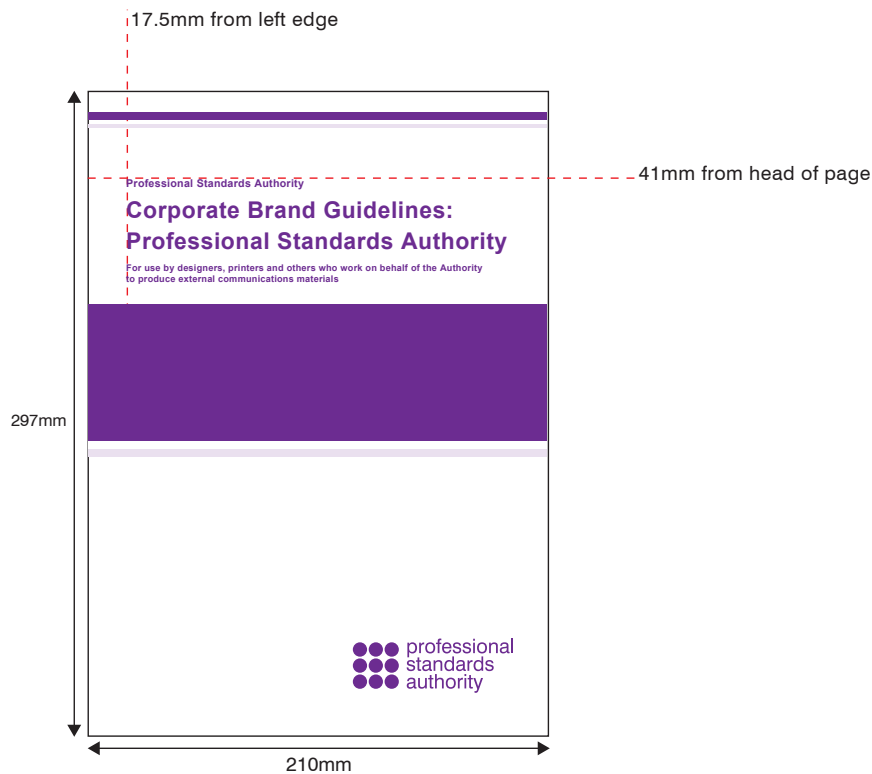 17.5mm from left edge
41mm from head of page
Professional Standards Authority
Corporate Brand Guidelines:
Professional Standards Authority
For use by designers, printers and others who work on behalf of the Authority
to produce external communications materials
297mm
professional
standards
authority
210mm